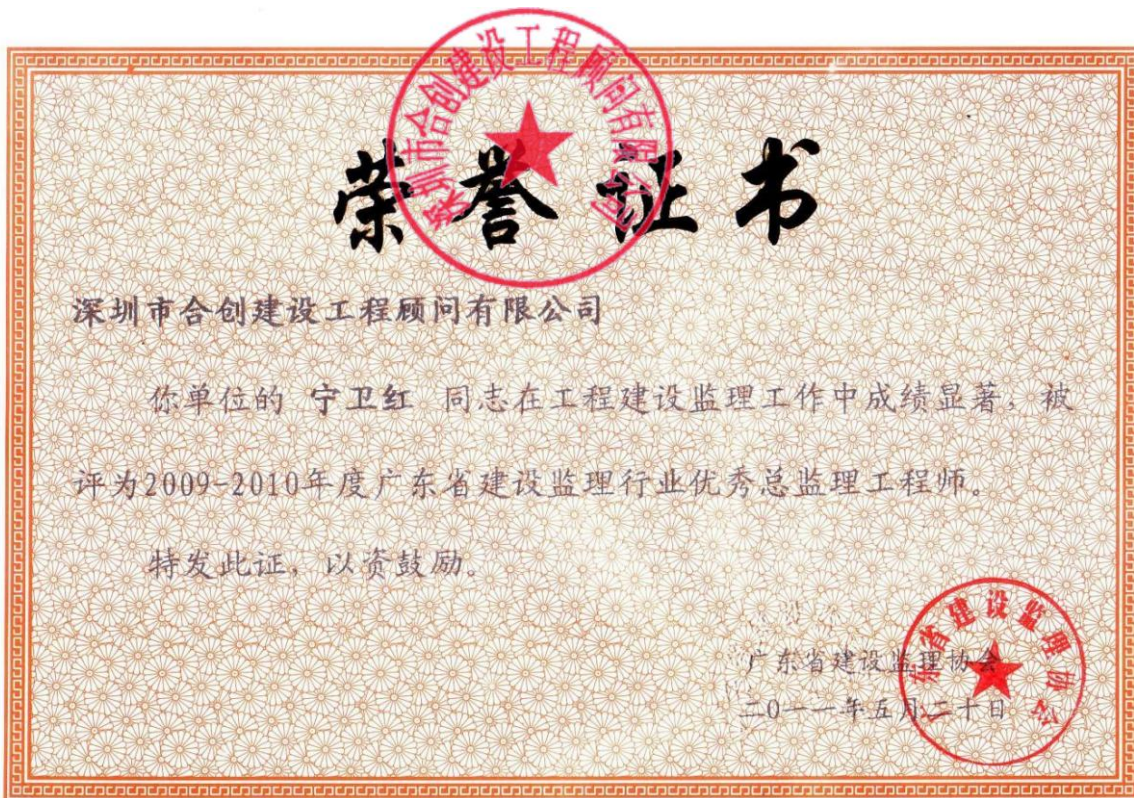 深圳市合创建设工程顾问有限公司
荣誉证书
深圳市合创建设工程顾问有限公司
你单位的 宁卫红 同志在工程建设监理工作中成绩显著，被
评为2009-2010年度广东省建设监理行业优秀总监理工程师。
特发此证，以资鼓励。
广东省建设监理协会
二0一一年五月二十日
广东省建设监理协会